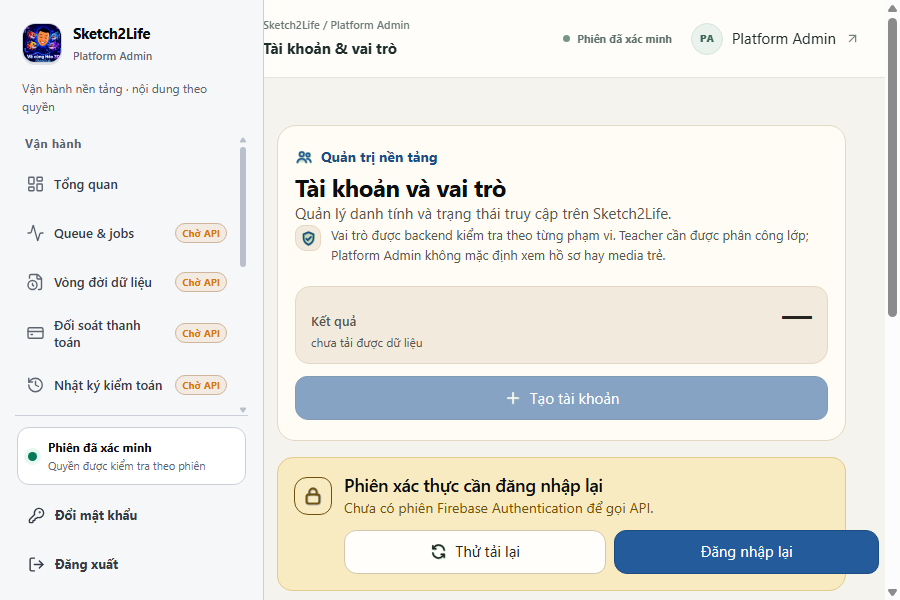 Sketch2Life
Platform Admin
Vận hành nền tảng · nội dung theo
quyền
Vận hành
Tổng quan
Queue & jobs
Chờ API
Vòng đời dữ liệu
Chờ API
Đối soát thanh
toán
Chờ API
Nhật ký kiểm toán
Chờ API
Phiên đã xác minh
Quyền được kiểm tra theo phiên
Đổi mật khẩu
Đăng xuất
Sketch2Life / Platform Admin
Tài khoản & vai trò
Phiên đã xác minh
PA
Platform Admin
Quản trị nền tảng
Tài khoản và vai trò
Quản lý danh tính và trạng thái truy cập trên Sketch2Life.
Vai trò được backend kiểm tra theo từng phạm vi. Teacher cần được phân công lớp;
Platform Admin không mặc định xem hồ sơ hay media trẻ.
Kết quả
—
chưa tải được dữ liệu
Tạo tài khoản
Phiên xác thực cần đăng nhập lại
Chưa có phiên Firebase Authentication để gọi API.
Thử tải lại
Đăng nhập lại